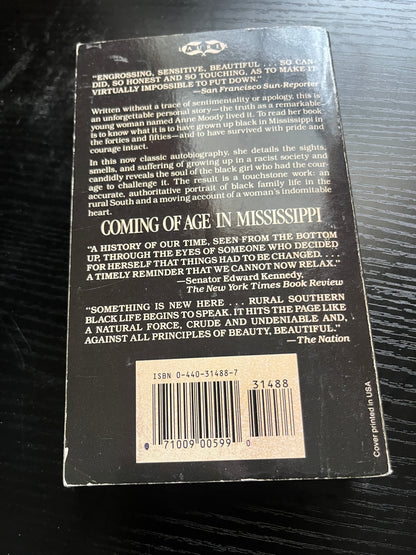 LAUREL
"ENGROSSING, SENSITIVE, BEAUTIFUL . . . SO CAN-
DID, SO HONEST AND SO TOUCHING, AS TO MAKE IT
VIRTUALLY IMPOSSIBLE TO PUT DOWN."
—San Francisco Sun-Reporter
Written without a trace of sentimentality or apology, this is
an unforgettable personal story—the truth as a remarkable
young woman named Anne Moody lived it. To read her book
is to know what it is to have grown up black in Mississippi in
the forties and fifties—and to have survived with pride and
courage intact.
In this now classic autobiography, she details the sights,
smells, and suffering of growing up in a racist society and
candidly reveals the soul of the black girl who had the cour-
age to challenge it. The result is a touchstone work: an
accurate, authoritative portrait of black family life in the
rural South and a moving account of a woman's indomitable
heart.
COMING OF AGE IN MISSISSIPPI
"A HISTORY OF OUR TIME, SEEN FROM THE BOTTOM
UP, THROUGH THE EYES OF SOMEONE WHO DECIDED
FOR HERSELF THAT THINGS HAD TO BE CHANGED. . . .
A TIMELY REMINDER THAT WE CANNOT NOW RELAX."
—Senator Edward Kennedy,
The New York Times Book Review
"SOMETHING IS NEW HERE . . . RURAL SOUTHERN
BLACK LIFE BEGINS TO SPEAK. IT HITS THE PAGE LIKE
A NATURAL FORCE, CRUDE AND UNDENIABLE AND,
AGAINST ALL PRINCIPLES OF BEAUTY, BEAUTIFUL."
—The Nation
ISBN 0-440-31488-7
31488
0 71009 00599 0
Cover printed in USA